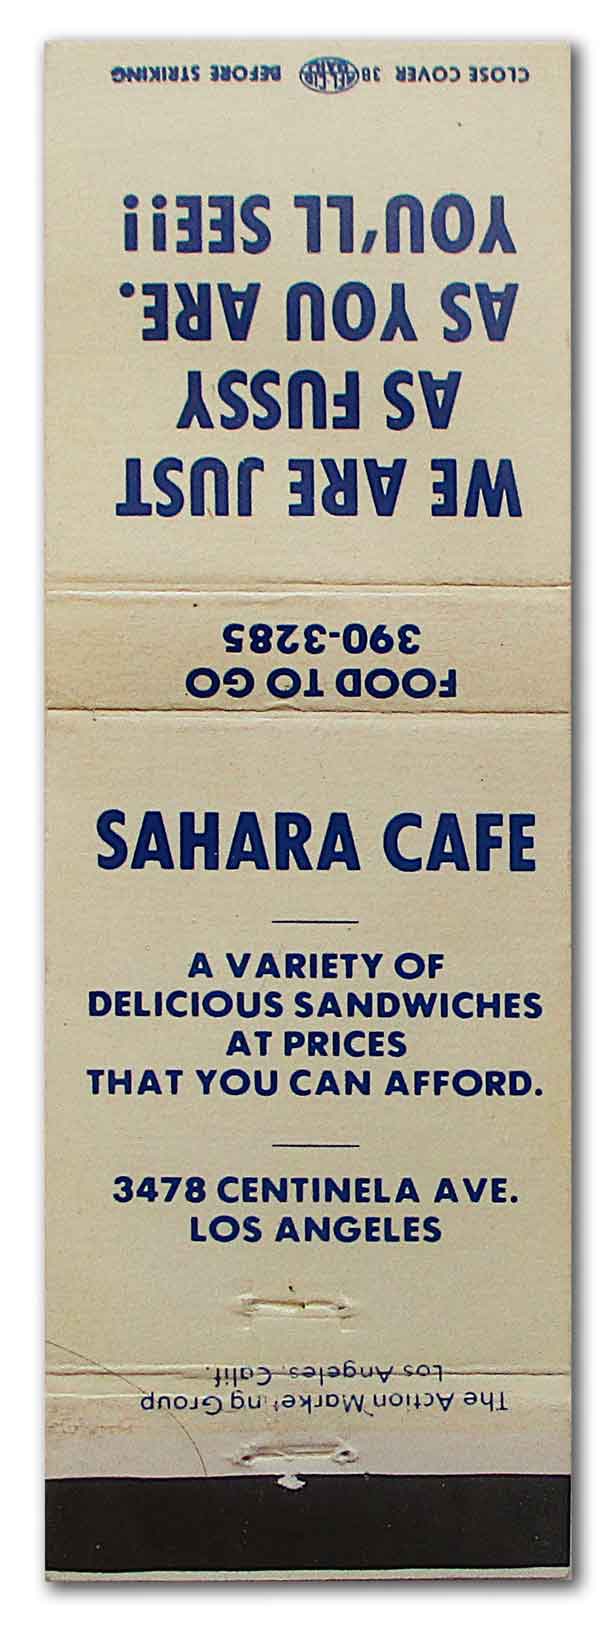 CLOSE COVER 38 BEFORE STRIKING
WE ARE JUST
AS FUSSY
AS YOU ARE.
YOU'LL SEE!!
FOOD TO GO
390-3285
SAHARA CAFE
A VARIETY OF
DELICIOUS SANDWICHES
AT PRICES
THAT YOU CAN AFFORD.
3478 CENTINELA AVE.
LOS ANGELES
The Action Marketing Group
Los Angeles, Calif.